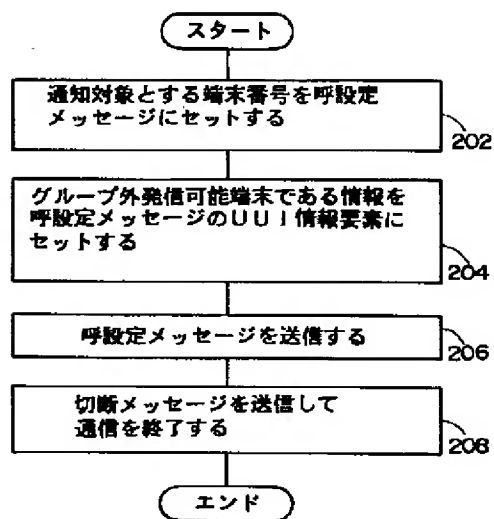 スタート
通知対象とする端末番号を呼設定
メッセージにセットする
202
グループ外発信可能端末である情報を
呼設定メッセージのUUI情報要素に
セットする
204
呼設定メッセージを送信する
206
切断メッセージを送信して
通信を終了する
208
エンド